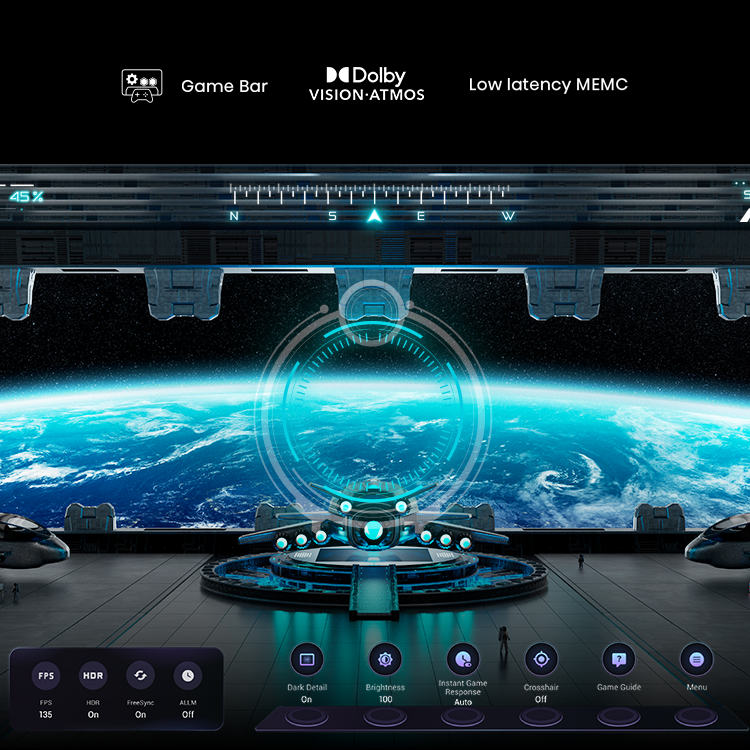 Game Bar
Dolby
VISION·ATMOS
Low latency MEMC
45%
N S E W
FPS HDR
FPS HDR FreeSync ALLM
135 On On Off
Dark Detail
On
Brightness
100
Instant Game
Response
Auto
Crosshair
Off
Game Guide
Menu